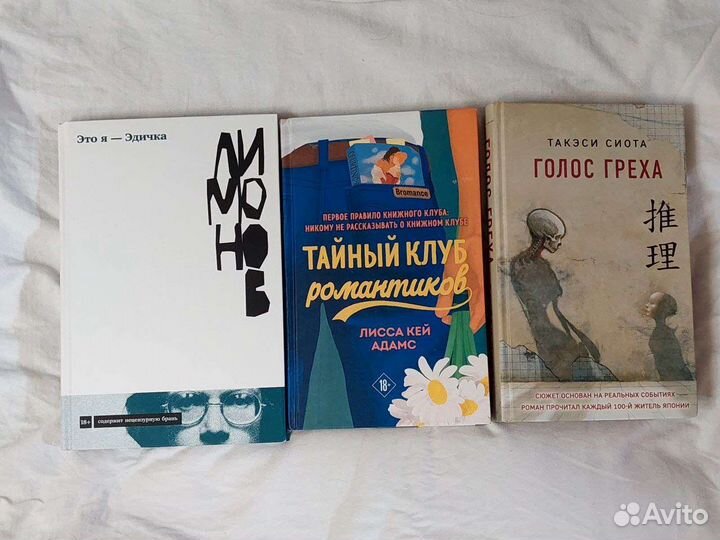 Это я — Эдичка
ЛИМОНОВ
18+ содержит нецензурную брань
Bromance
ПЕРВОЕ ПРАВИЛО КНИЖНОГО КЛУБА:
НИКОМУ НЕ РАССКАЗЫВАТЬ О КНИЖНОМ КЛУБЕ
ТАЙНЫЙ КЛУБ
романтиков
ЛИССА КЕЙ
АДАМС
18+
ГОЛОС ГРЕХА
ТАКЭСИ СИОТА
ГОЛОС ГРЕХА
推理
СЮЖЕТ ОСНОВАН НА РЕАЛЬНЫХ СОБЫТИЯХ
РОМАН ПРОЧИТАЛ КАЖДЫЙ 100-Й ЖИТЕЛЬ ЯПОНИИ
Avito